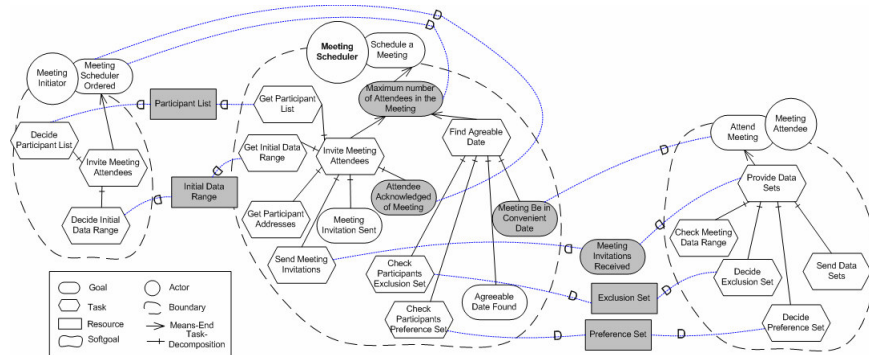 Meeting
Initiator
Meeting
Scheduler
Ordered
Decide
Participant List
Invite Meeting
Attendees
Decide Initial
Data Range
Participant List
Initial Data
Range
Meeting
Scheduler
Schedule a
Meeting
Maximum number
of Attendees in the
Meeting
Get Participant
List
Get Initial Data
Range
Invite Meeting
Attendees
Find Agreable
Date
Get Participant
Addresses
Meeting
Invitation Sent
Attendee
Acknowledged
of Meeting
Send Meeting
Invitations
Check
Participants
Exclusion Set
Check
Participants
Preference Set
Agreeable
Date Found
Meeting Be in
Convenient
Date
Meeting
Invitations
Received
Exclusion Set
Preference Set
Attend
Meeting
Meeting
Attendee
Provide Data
Sets
Check Meeting
Data Range
Decide
Exclusion Set
Send Data
Sets
Decide
Preference Set
Goal
Actor
Task
Boundary
Resource
Means-End
Softgoal
Task-
Decomposition
D
D
D
D
D
D
D
D
D
D
D
D
D
D